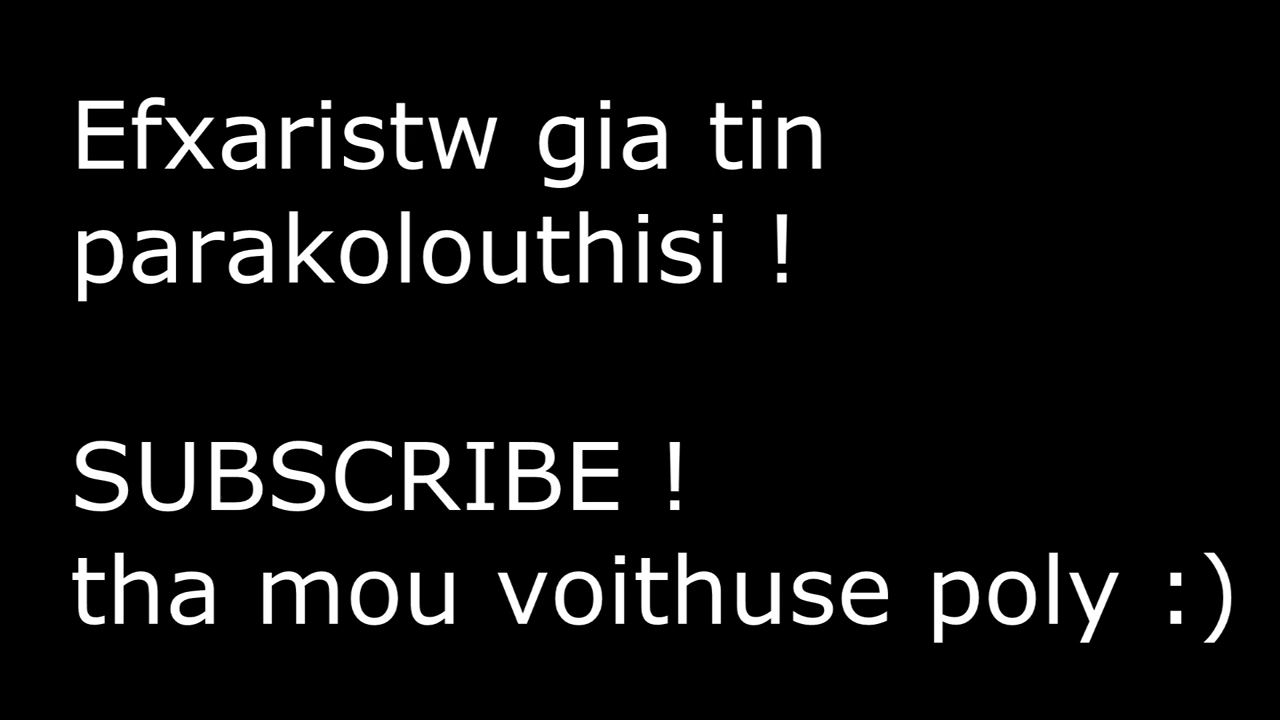 Efxaristw gia tin
parakolouthisi !
SUBSCRIBE !
tha mou voithuse poly :)